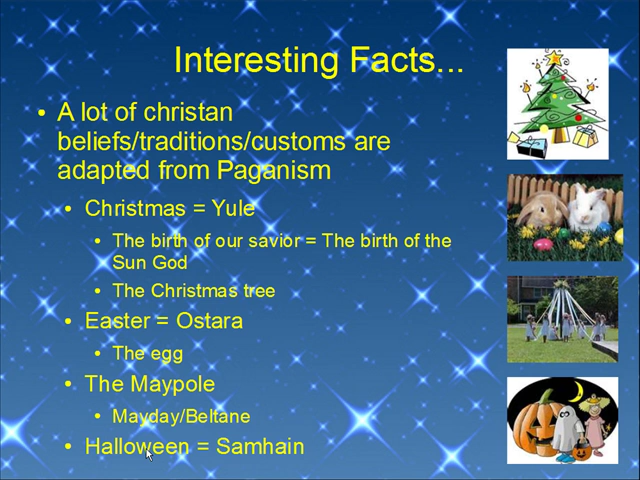 Interesting Facts...
• A lot of christan
beliefs/traditions/customs are
adapted from Paganism
• Christmas = Yule
• The birth of our savior = The birth of the
Sun God
• The Christmas tree
• Easter = Ostara
• The egg
• The Maypole
• Mayday/Beltane
• Halloween = Samhain